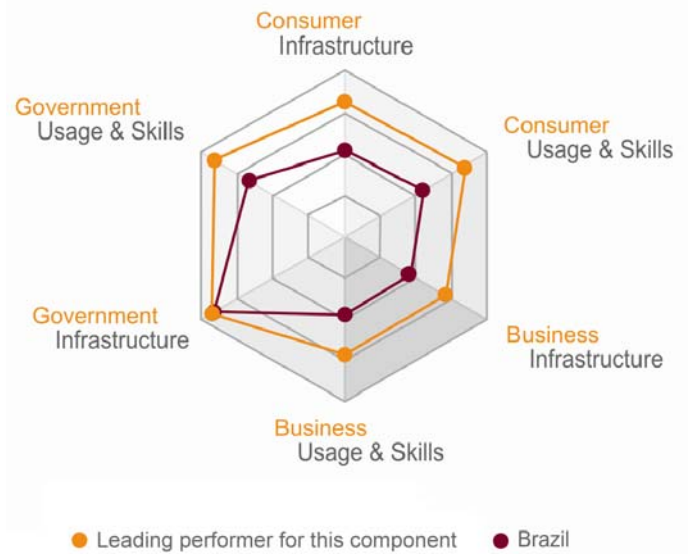 Consumer
Infrastructure
Government
Usage & Skills
Consumer
Usage & Skills
Government
Infrastructure
Business
Infrastructure
Business
Usage & Skills
Leading performer for this component
Brazil